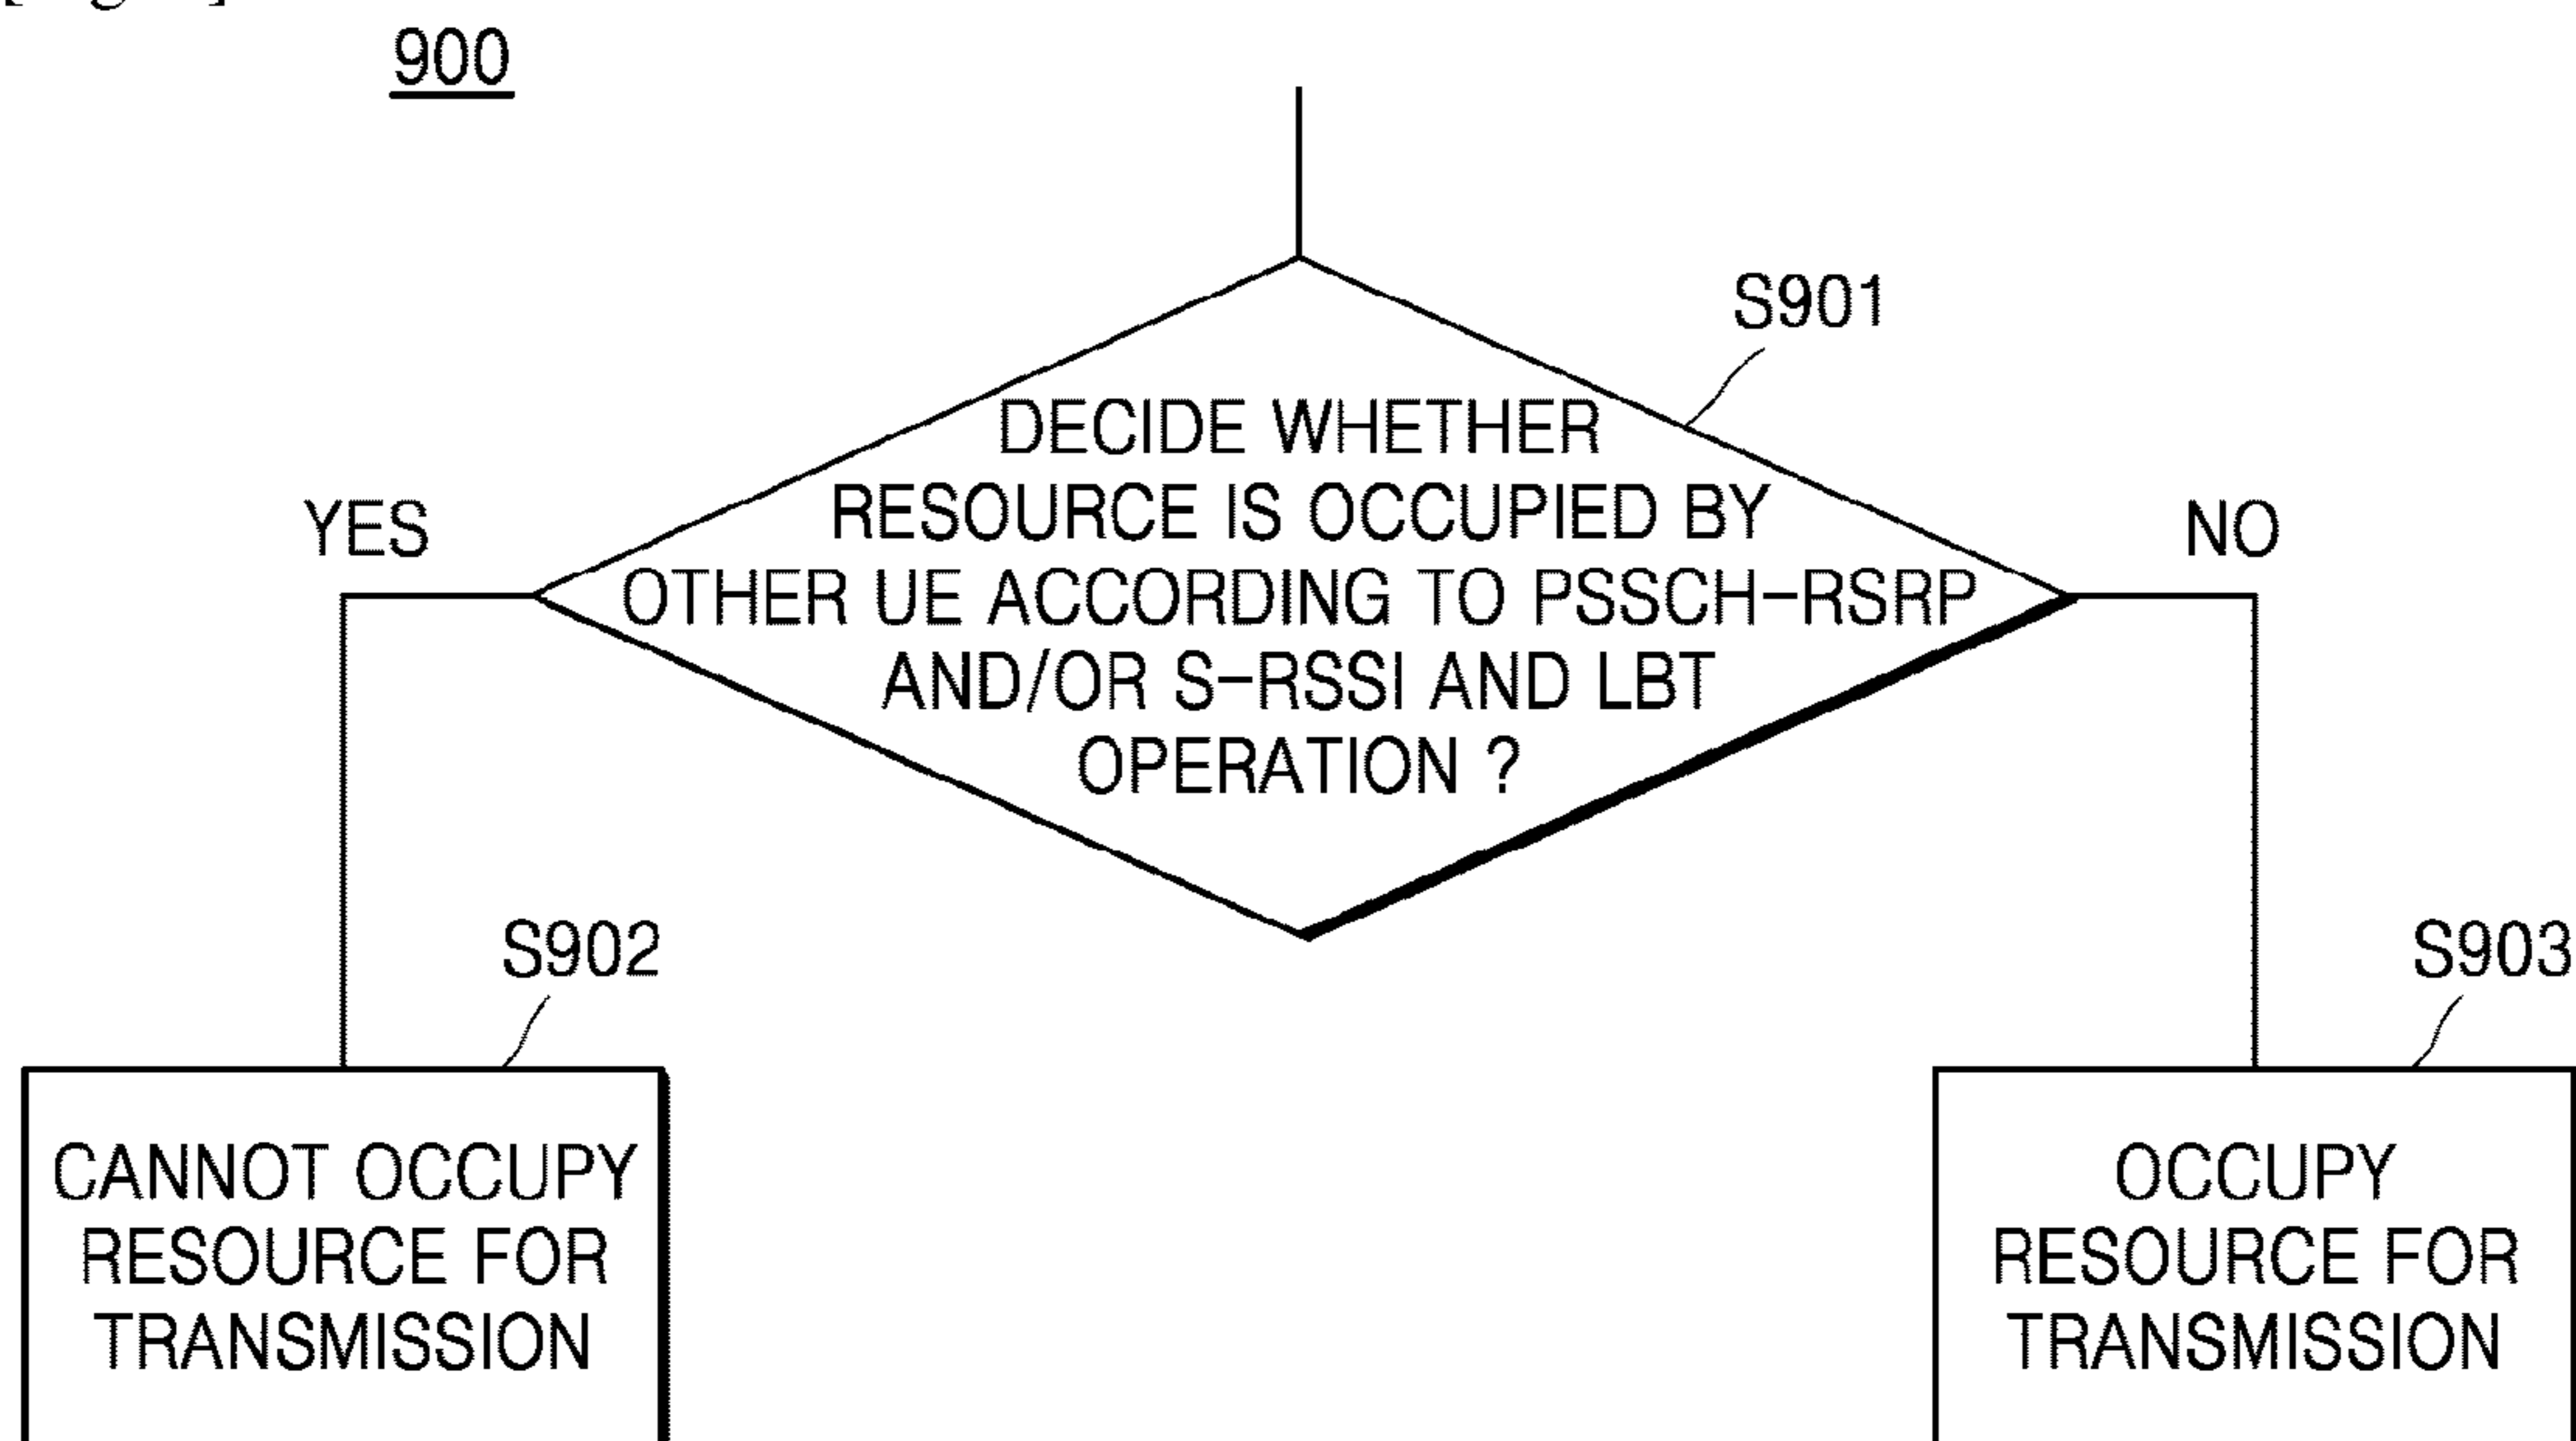 900
S901
DECIDE WHETHER
RESOURCE IS OCCUPIED BY
OTHER UE ACCORDING TO PSSCH-RSRP
AND/OR S-RSSI AND LBT
OPERATION ?
YES
NO
S902
CANNOT OCCUPY
RESOURCE FOR
TRANSMISSION
S903
OCCUPY
RESOURCE FOR
TRANSMISSION